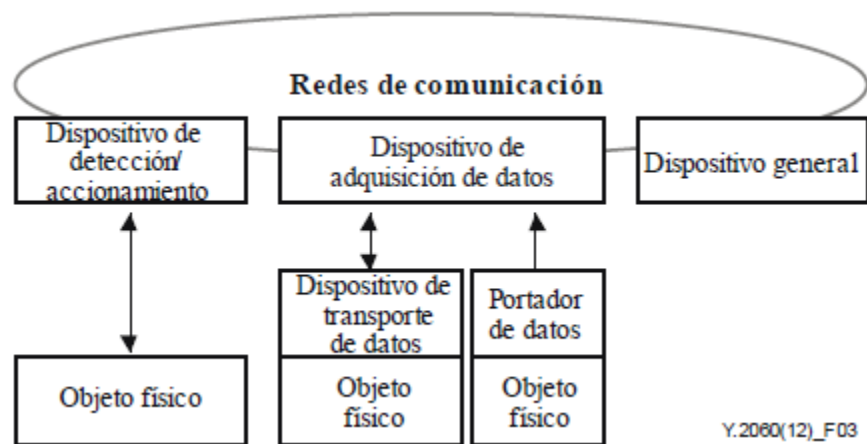 Redes de comunicación
Dispositivo de
detección/
accionamiento
Dispositivo de
adquisición de datos
Dispositivo general
Dispositivo de
transporte
de datos
Portador
de datos
Objeto físico
Objeto
físico
Objeto
físico
Y.2060(12)_F03